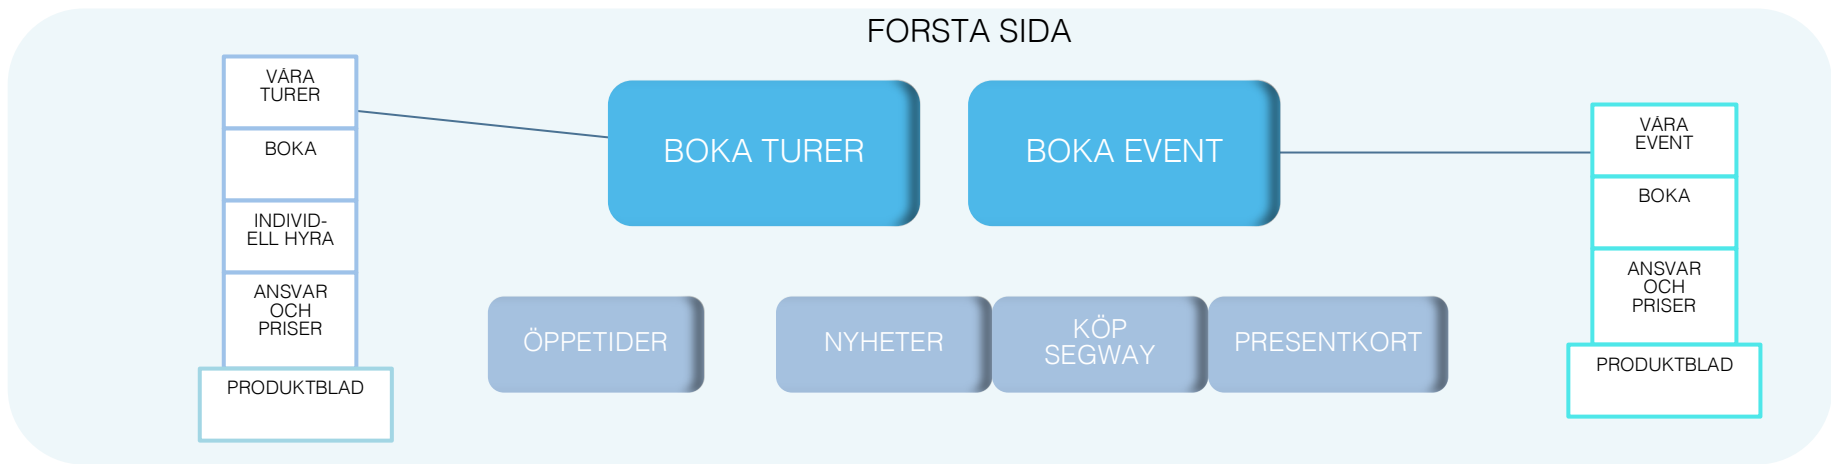 FORSTA SIDA
VÅRA
TURER
BOKA
INDIVID-
ELL HYRA
ANSVAR
OCH
PRISER
PRODUKTBLAD
BOKA TURER
BOKA EVENT
ÖPPETIDER
NYHETER
KÖP
SEGWAY
PRESENTKORT
VÅRA
EVENT
BOKA
ANSVAR
OCH
PRISER
PRODUKTBLAD